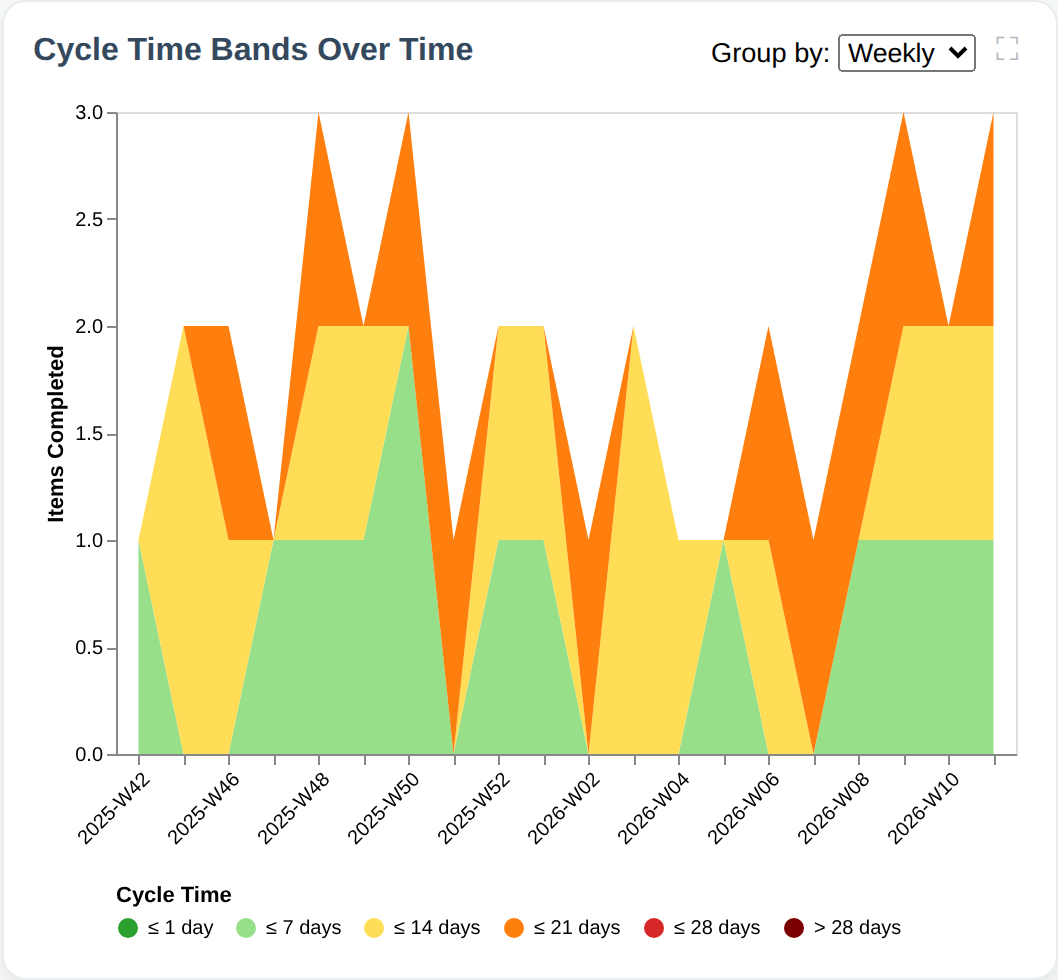 Cycle Time Bands Over Time
Group by: Weekly
3.0
2.5
2.0
1.5
1.0
0.5
0.0
Items Completed
2025-W42
2025-W46
2025-W48
2025-W50
2025-W52
2026-W02
2026-W04
2026-W06
2026-W08
2026-W10
Cycle Time
≤ 1 day
≤ 7 days
≤ 14 days
≤ 21 days
≤ 28 days
> 28 days